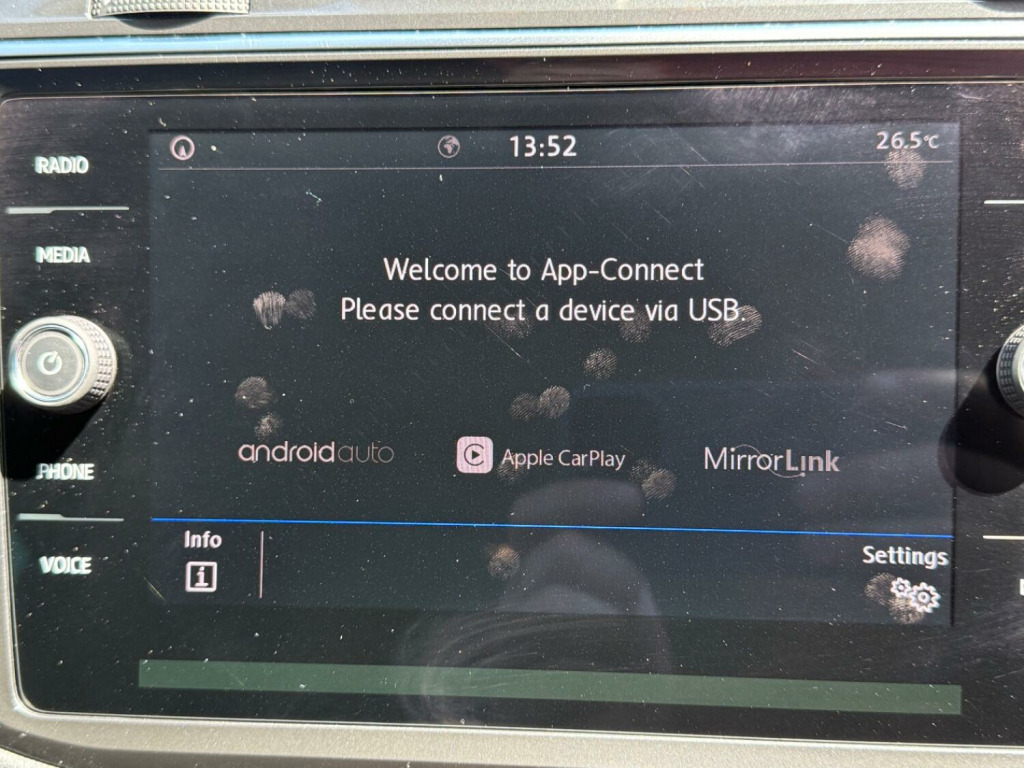 13:52
26.5°C
RADIO
MEDIA
Welcome to App-Connect
Please connect a device via USB.
androidauto
Apple CarPlay
MirrorLink
PHONE
VOICE
Info
i
Settings